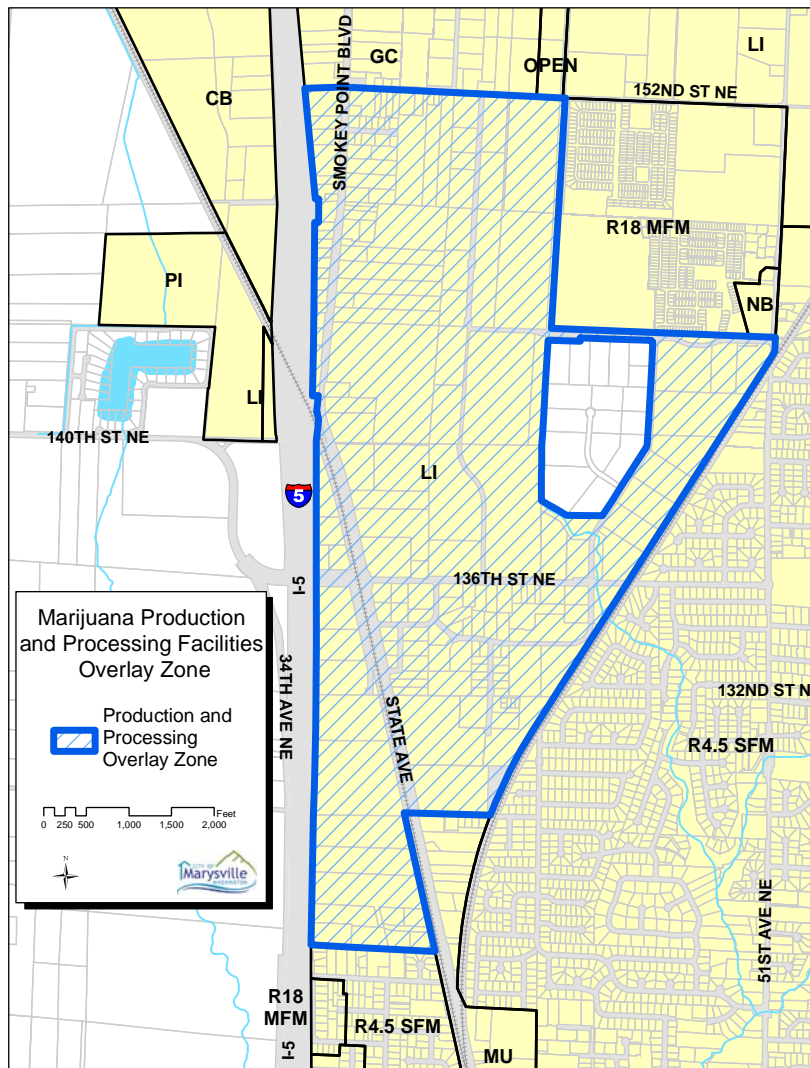 GC
OPEN
LI
152ND ST NE
CB
SMOKEY POINT BLVD
R18 MFM
PI
NB
LI
140TH ST NE
LI
5
136TH ST NE
I-5
Marijuana Production
and Processing Facilities
Overlay Zone
Production and
Processing
Overlay Zone
Feet
0 250 500 1,000 1,500 2,000
N
CITY OF
Marysville
WASHINGTON
34TH AVE NE
STATE AVE
132ND ST N
R4.5 SFM
51ST AVE NE
R18
MFM
R4.5 SFM
I-5
MU